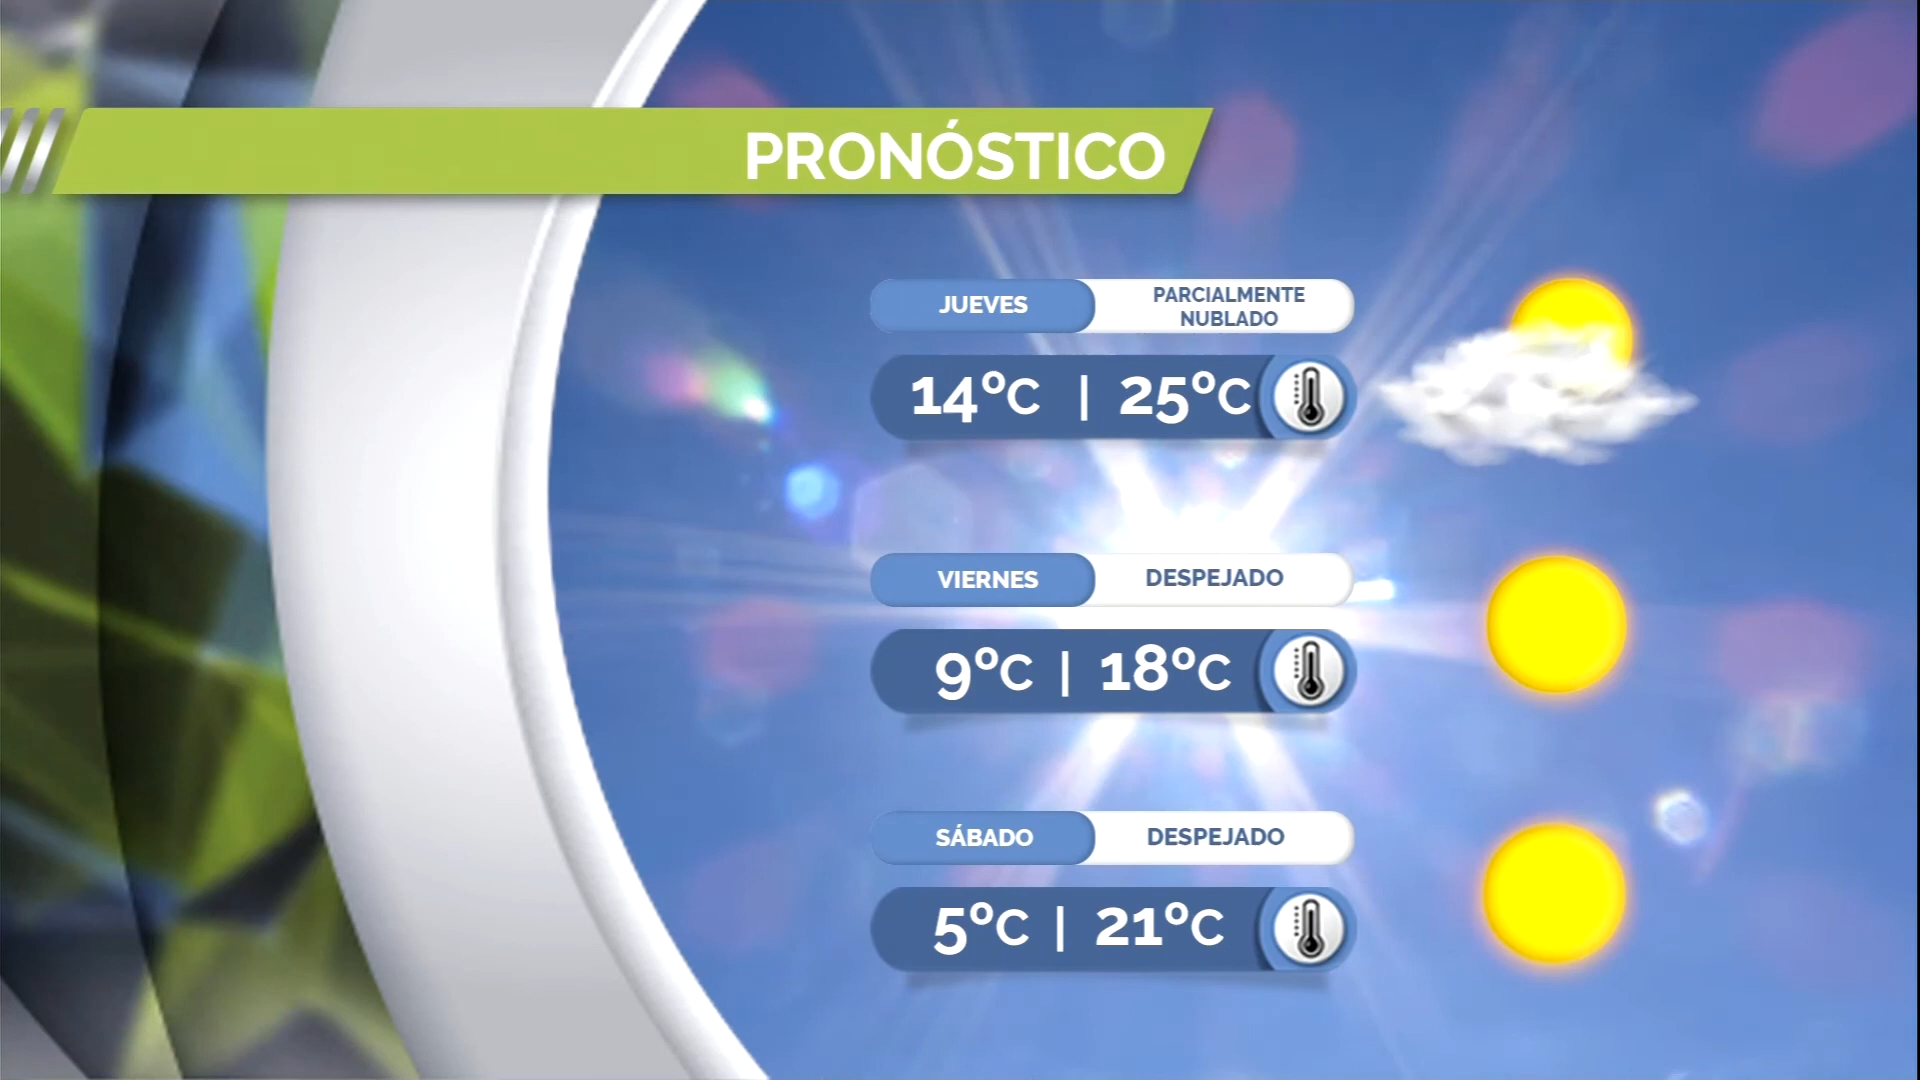 PRONÓSTICO
JUEVES
PARCIALMENTE
NUBLADO
14°C | 25°C
VIERNES
DESPEJADO
9°C | 18°C
SÁBADO
DESPEJADO
5°C | 21°C